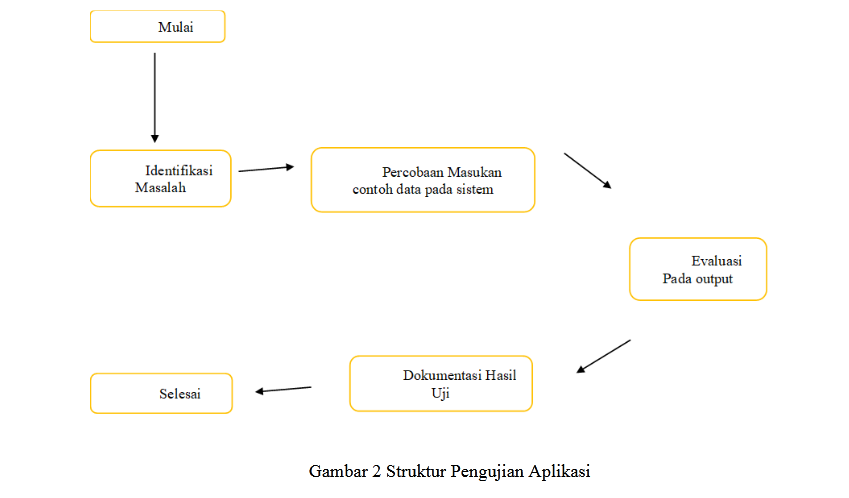 Mulai
Identifikasi
Masalah
Percobaan Masukan
contoh data pada sistem
Evaluasi
Pada output
Dokumentasi Hasil
Uji
Selesai
Gambar 2 Struktur Pengujian Aplikasi